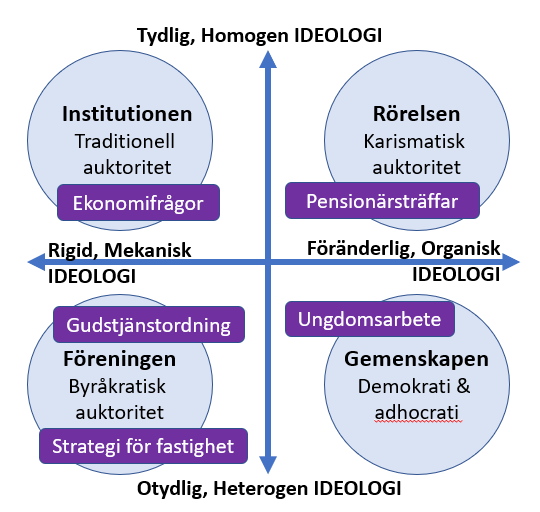 Tydlig, Homogen IDEOLOGI
Institutionen
Traditionell
auktoritet
Ekonomifrågor
Rörelsen
Karismatisk
auktoritet
Pensionärsträffar
Rigid, Mekanisk
IDEOLOGI
Föränderlig, Organisk
IDEOLOGI
Gudstjänstordning
Föreningen
Byråkratisk
auktoritet
Strategi för fastighet
Ungdomsarbete
Gemenskapen
Demokrati &
adhocrati
Otydlig, Heterogen IDEOLOGI